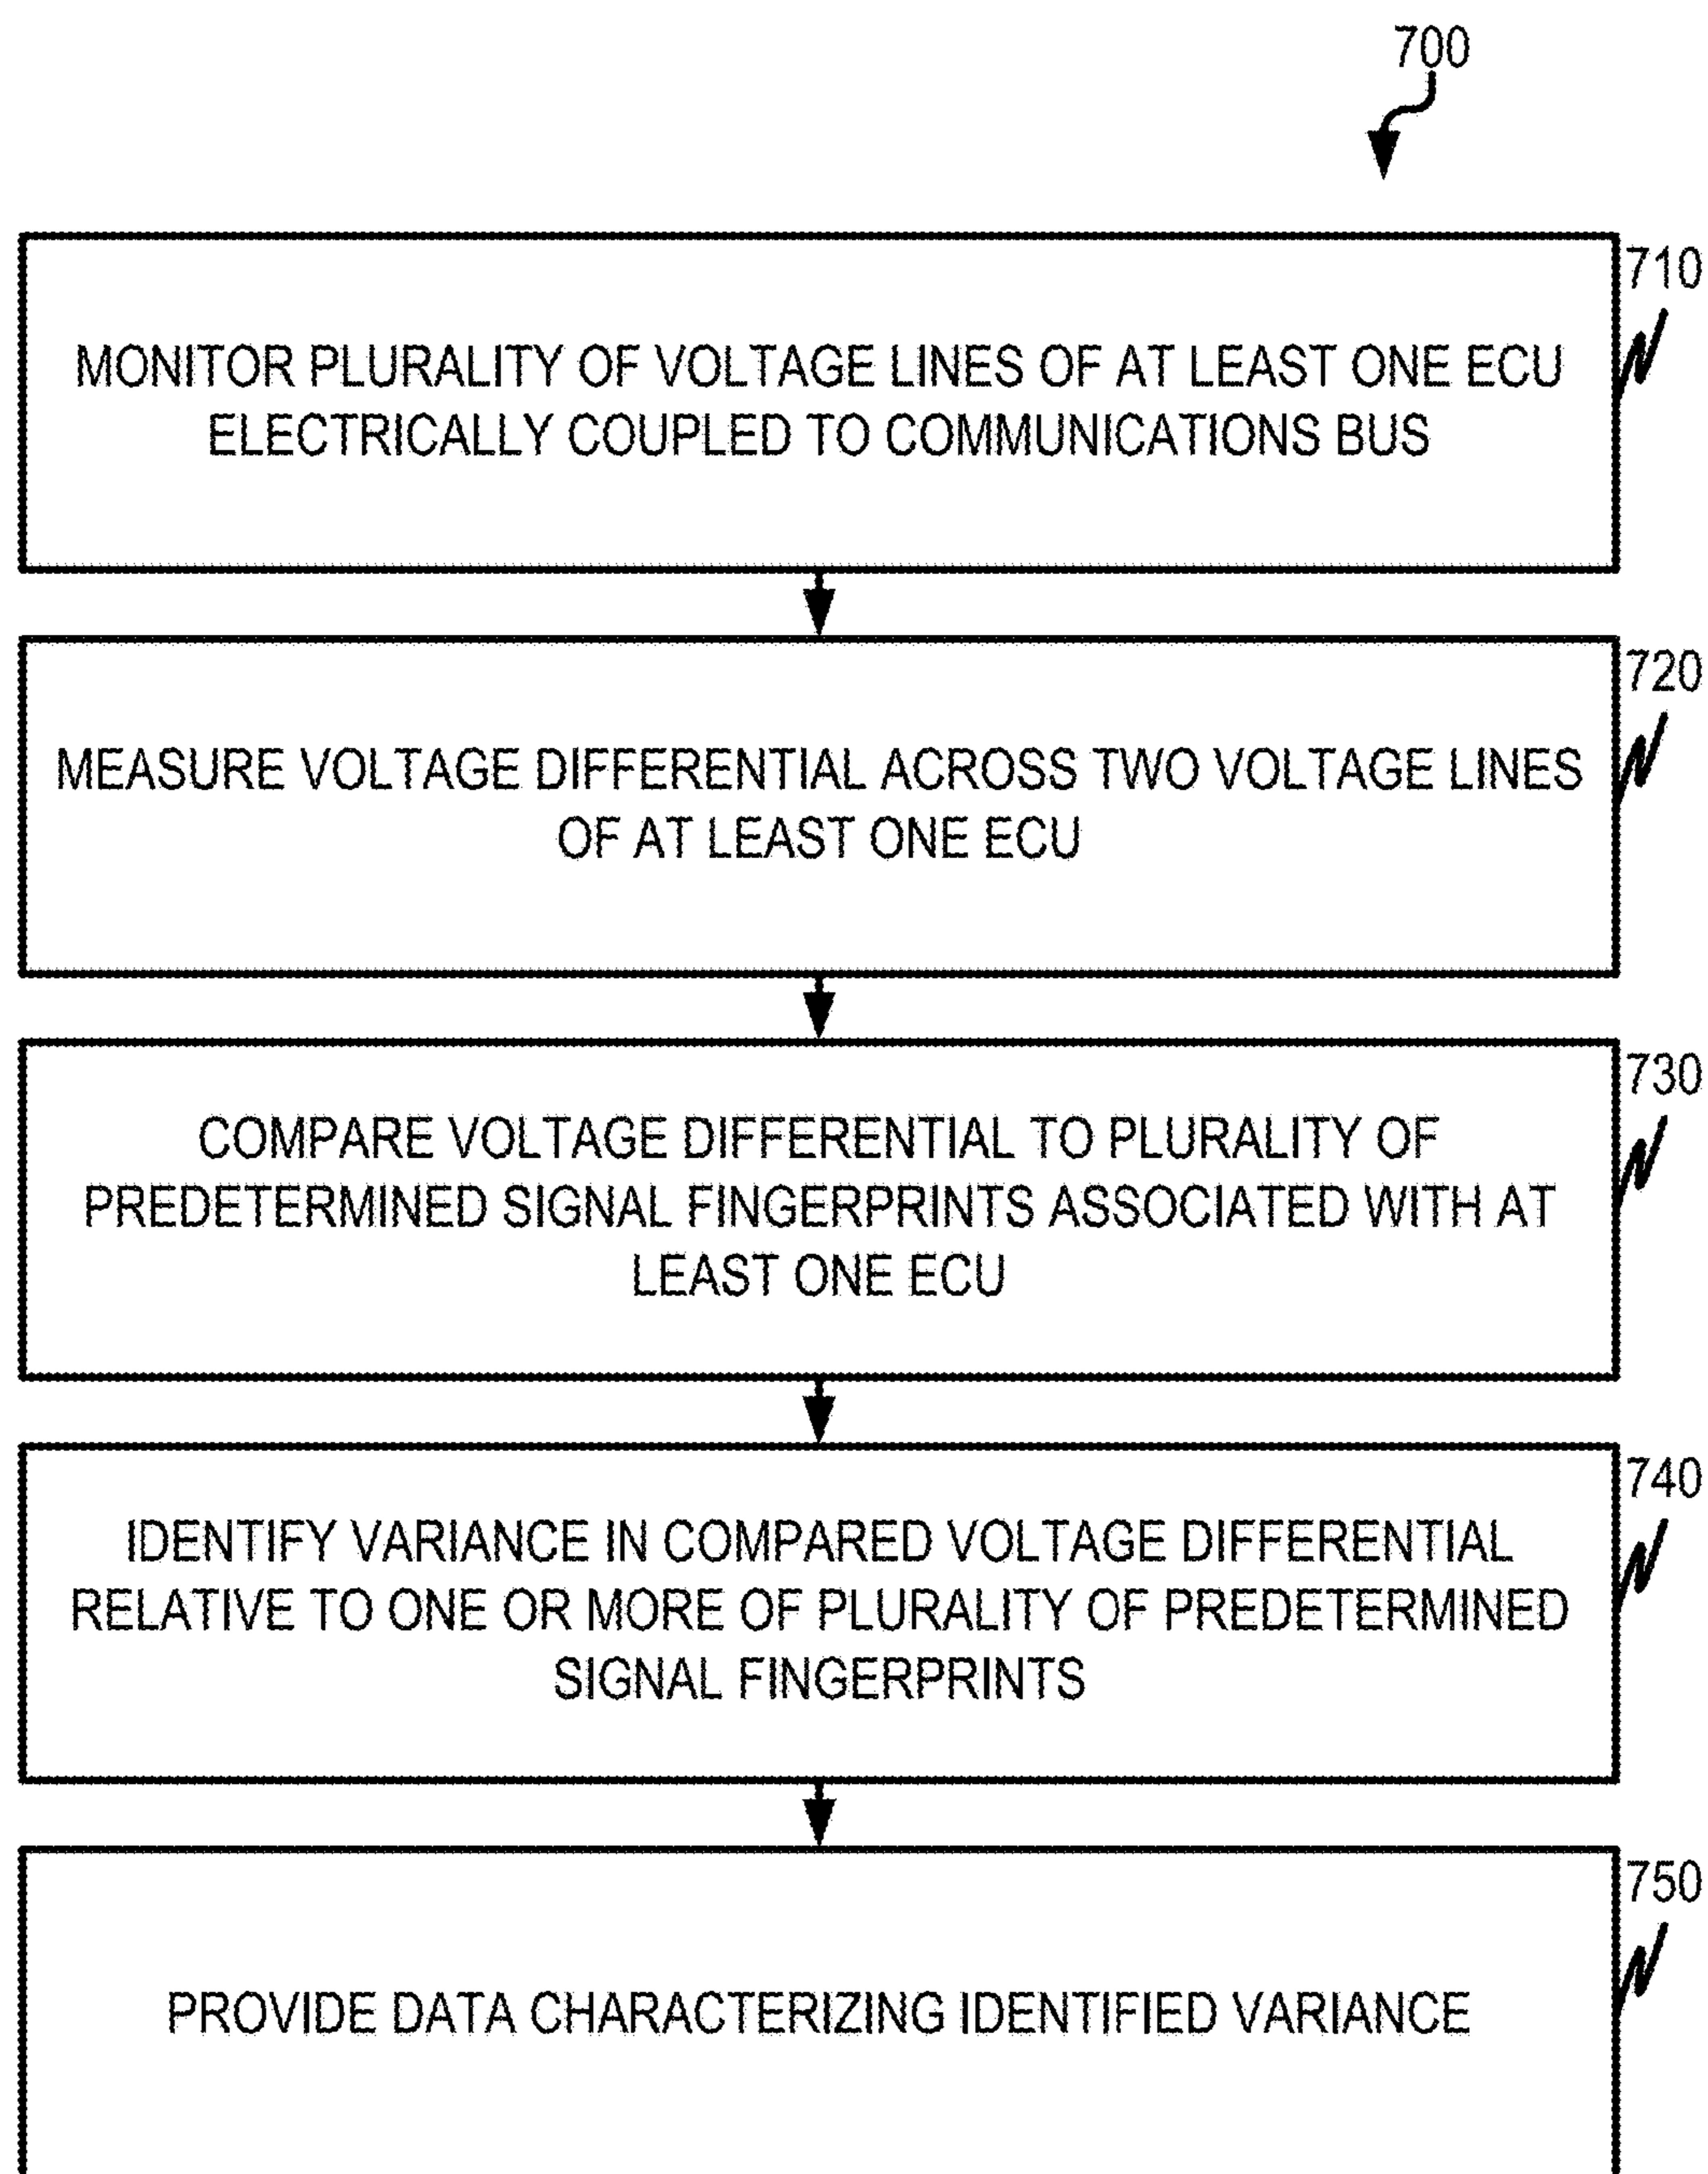 700
710
MONITOR PLURALITY OF VOLTAGE LINES OF AT LEAST ONE ECU
ELECTRICALLY COUPLED TO COMMUNICATIONS BUS
720
MEASURE VOLTAGE DIFFERENTIAL ACROSS TWO VOLTAGE LINES
OF AT LEAST ONE ECU
730
COMPARE VOLTAGE DIFFERENTIAL TO PLURALITY OF
PREDETERMINED SIGNAL FINGERPRINTS ASSOCIATED WITH AT
LEAST ONE ECU
740
IDENTIFY VARIANCE IN COMPARED VOLTAGE DIFFERENTIAL
RELATIVE TO ONE OR MORE OF PLURALITY OF PREDETERMINED
SIGNAL FINGERPRINTS
750
PROVIDE DATA CHARACTERIZING IDENTIFIED VARIANCE